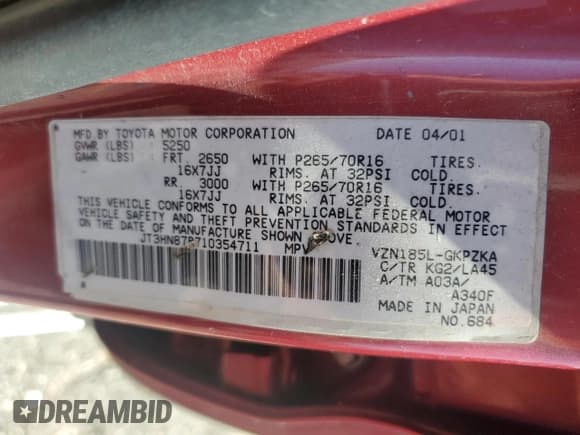 MFD BY TOYOTA MOTOR CORPORATION DATE 04/01
GVWR (LBS) 5250
GAWR (LBS) FRT. 2650 WITH P265/70R16 TIRES.
16X7JJ RIMS. AT 32PSI COLD.
RR. 3000 WITH P265/70R16 TIRES.
16X7JJ RIMS. AT 32PSI COLD.
THIS VEHICLE CONFORMS TO ALL APPLICABLE FEDERAL MOTOR
VEHICLE SAFETY AND THEFT PREVENTION STANDARDS IN EFFECT
ON THE DATE OF MANUFACTURE SHOWN ABOVE.
JT3HN87R710354711 MPV VZN185L-GKPZKA
C/TR KG2/LA45
A/TM A03A/
A340F
MADE IN JAPAN
NO.684
DREAMBID